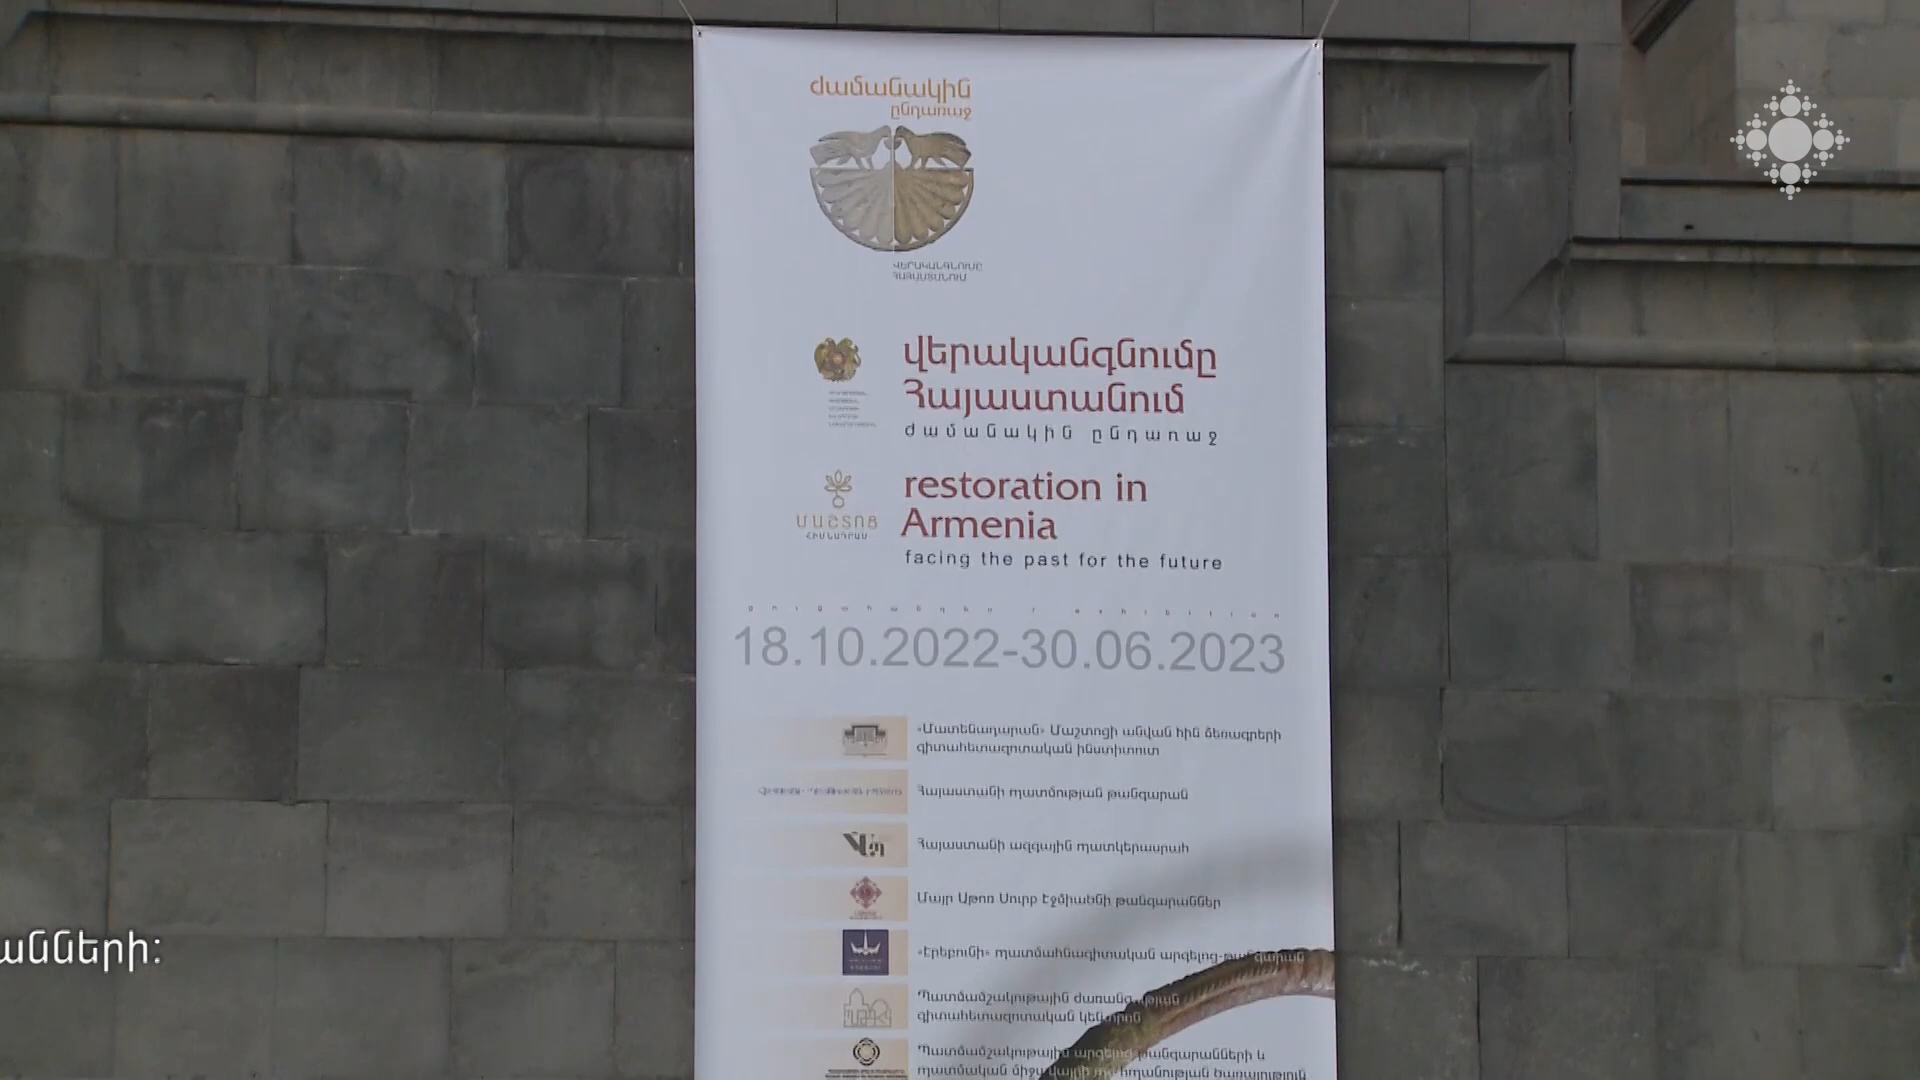 ժամանակին
ընդառաջ
ՎԵՐԱԿԱՆԳՆՈՒՄԸ
ՀԱՅԱՍՏԱՆՈՒՄ
վերականգնումը
Հայաստանում
ժամանակին ընդառաջ
restoration in
Armenia
facing the past for the future
ՄԱՇՏՈՑ
ՀԻՄՆԱԴՐԱՄ
ցուցահանդես / exhibition
18.10.2022-30.06.2023
«Մատենադարան» Մաշտոցի անվան հին ձեռագրերի
գիտահետազոտական ինստիտուտ
Հայաստանի պատմության թանգարան
Հայաստանի ազգային պատկերասրահ
Մայր Աթոռ Սուրբ Էջմիածնի թանգարաններ
«Էրեբունի» պատմահնագիտական արգելոց-թանգարան
Պատմամշակութային ժառանգության
գիտահետազոտական կենտրոն
Պատմամշակութային արգելոց թանգարանների և
պատմական միջավայրի պահպանության ծառայություն
անների: